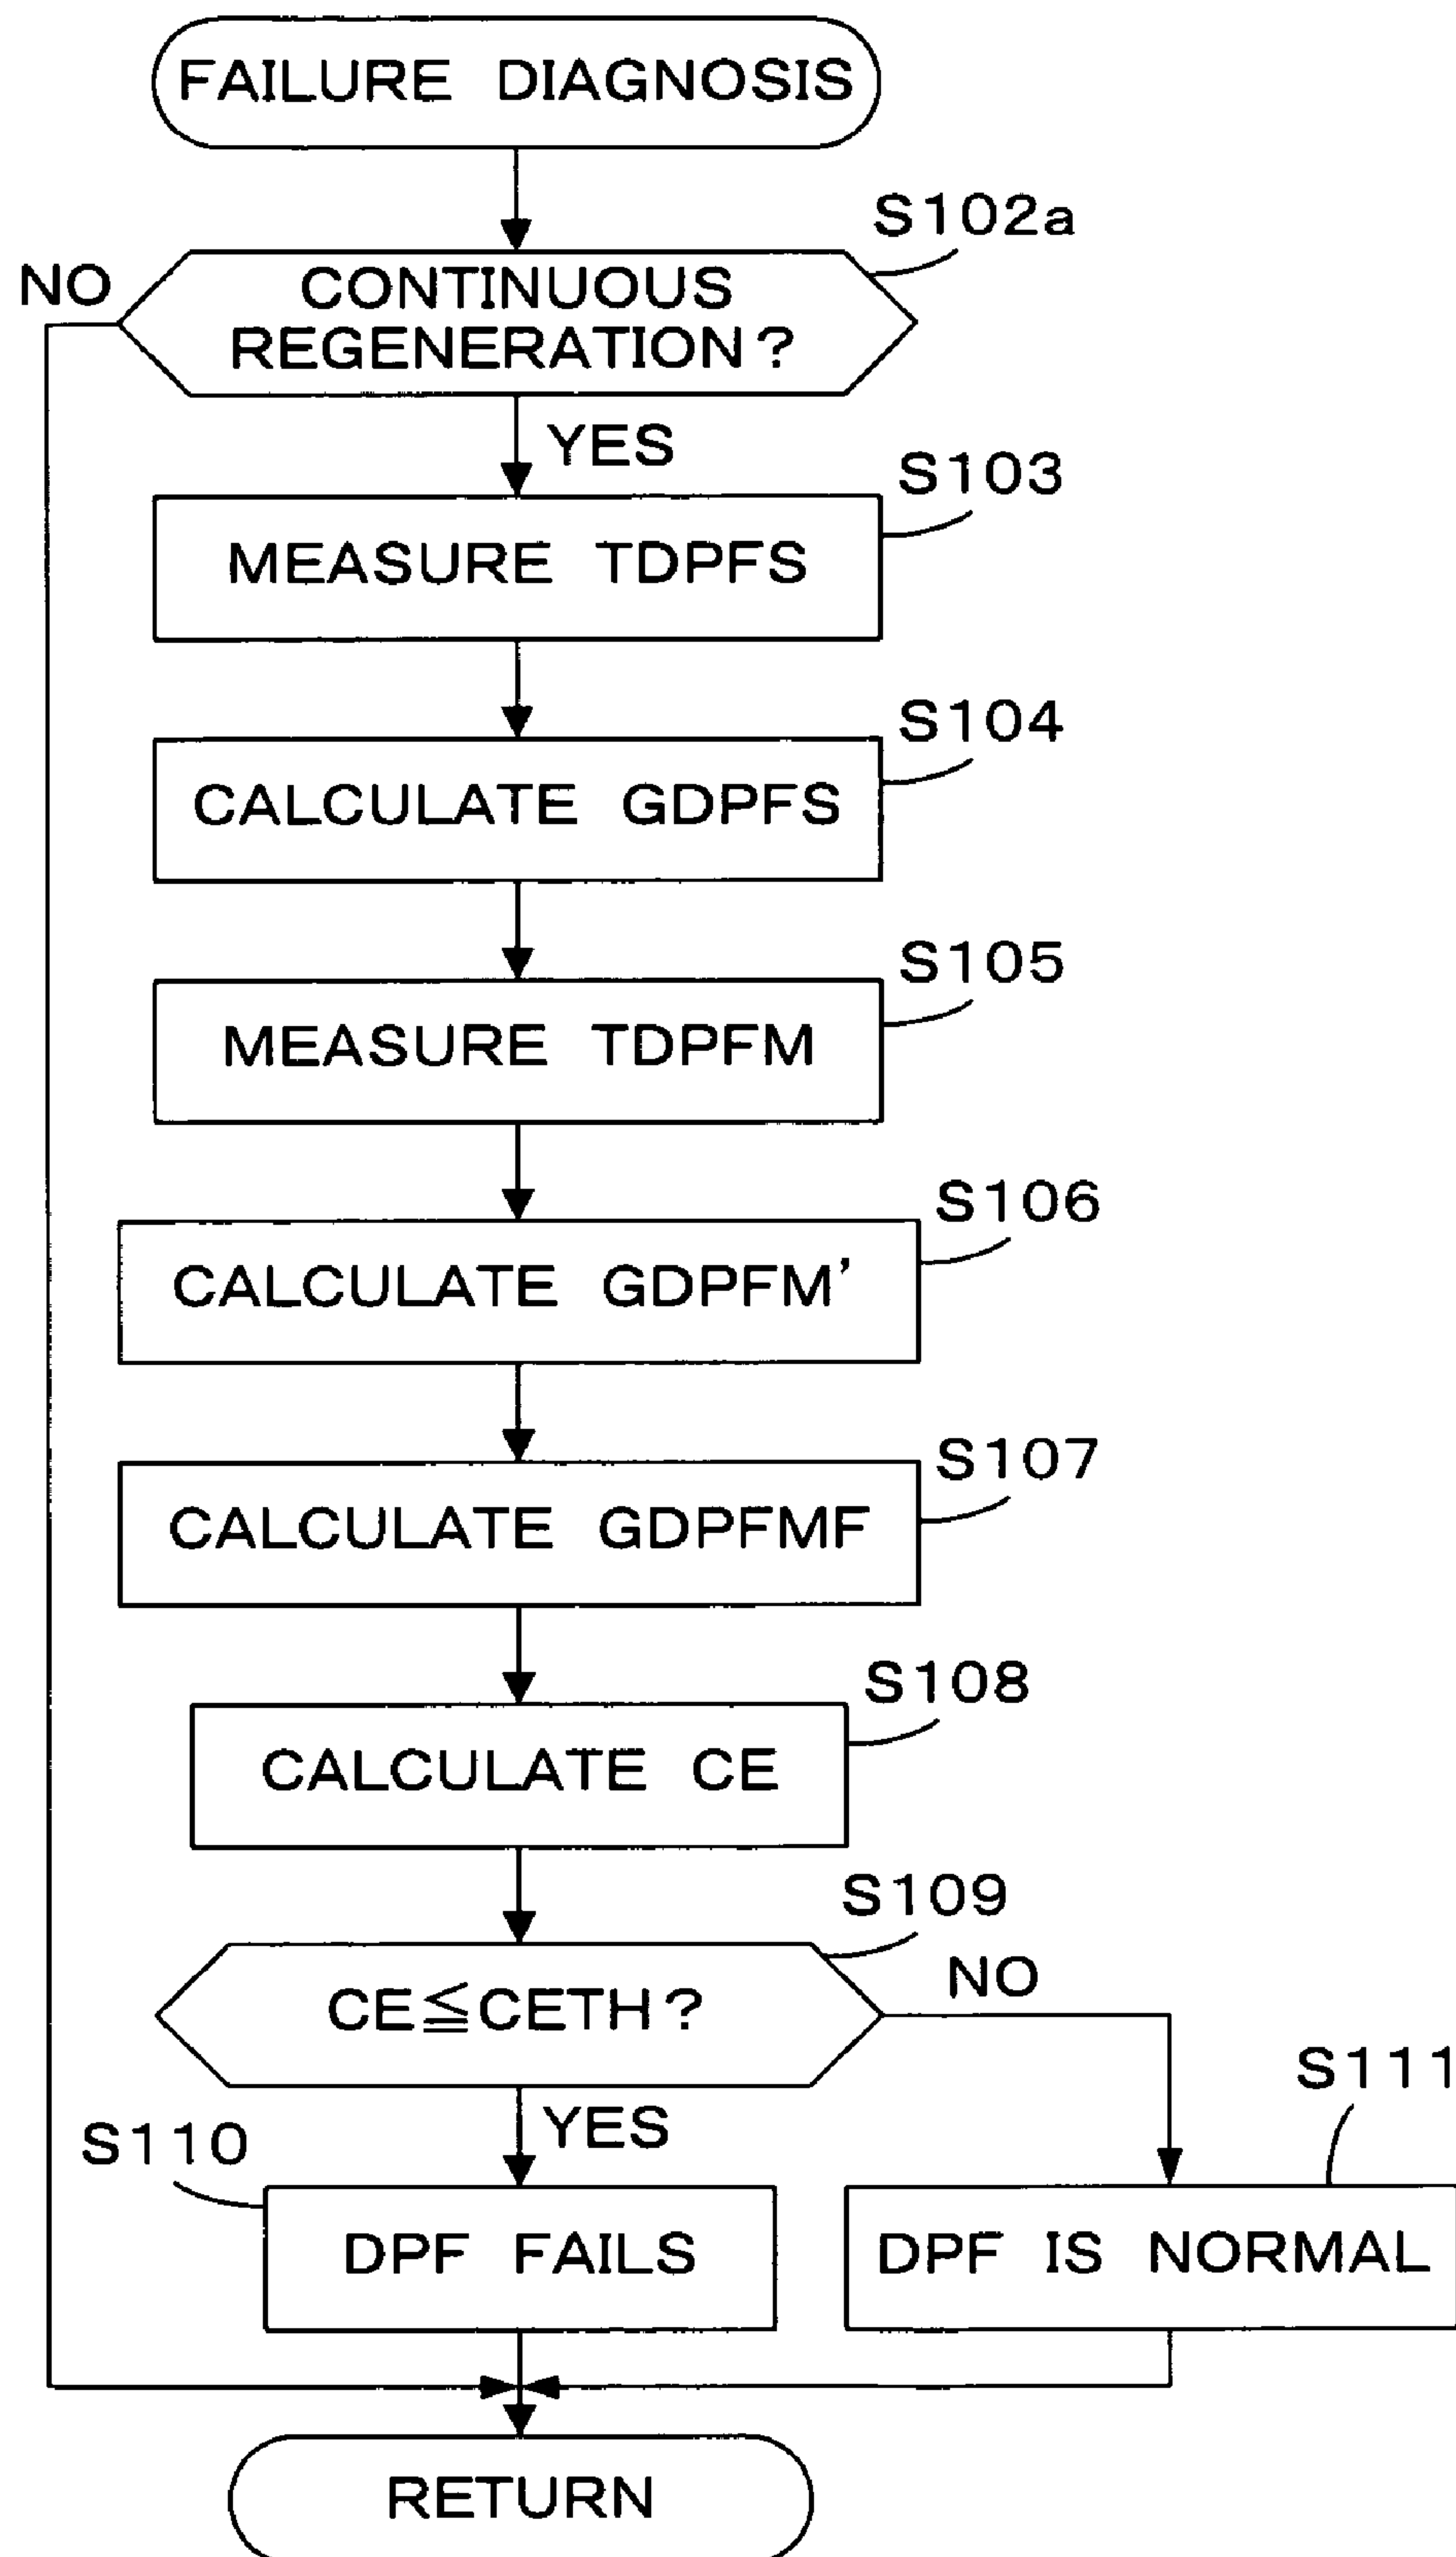 FAILURE DIAGNOSIS
S102a
NO
CONTINUOUS
REGENERATION?
YES
S103
MEASURE TDPFS
S104
CALCULATE GDPFS
S105
MEASURE TDPFM
S106
CALCULATE GDPFM'
S107
CALCULATE GDPFMF
S108
CALCULATE CE
S109
CE≦CETH?
NO
YES
S110
S111
DPF FAILS
DPF IS NORMAL
RETURN